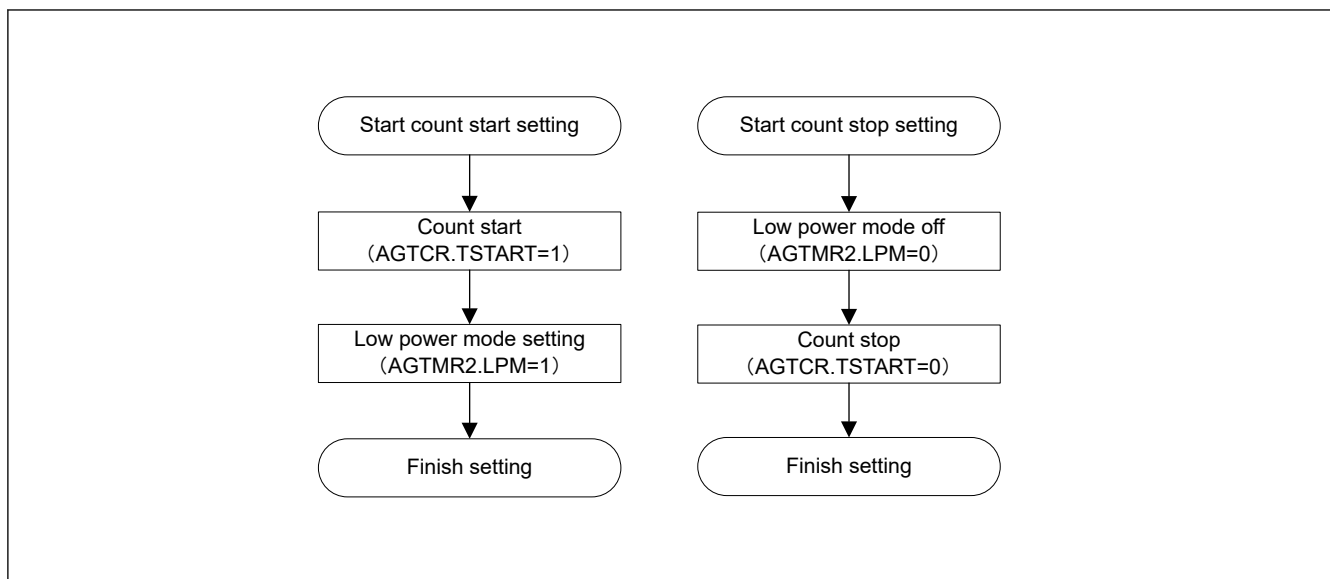 Start count start setting
Count start
（AGTCR.TSTART=1）
Low power mode setting
（AGTMR2.LPM=1）
Finish setting
Start count stop setting
Low power mode off
（AGTMR2.LPM=0）
Count stop
（AGTCR.TSTART=0）
Finish setting